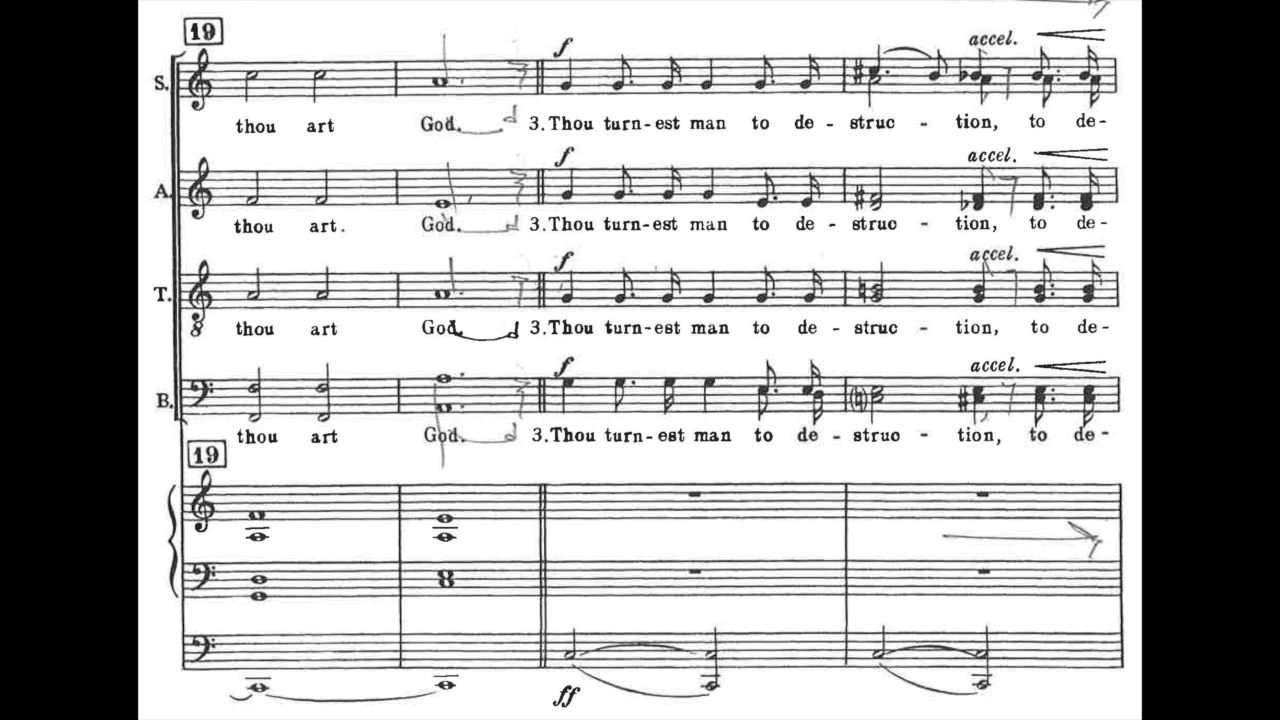 19
accel.
S.
f
thou art God. 3.Thou turn-est man to de - struc - tion, to de-
accel.
A.
f
thou art. God. 3.Thou turn-est man to de - struc - tion, to de-
accel.
T.
f
8
thou art God. 3.Thou turn-est man to de - struc - tion, to de-
accel.
B.
f
thou art God. 3.Thou turn-est man to de - struc - tion, to de-
19
ff